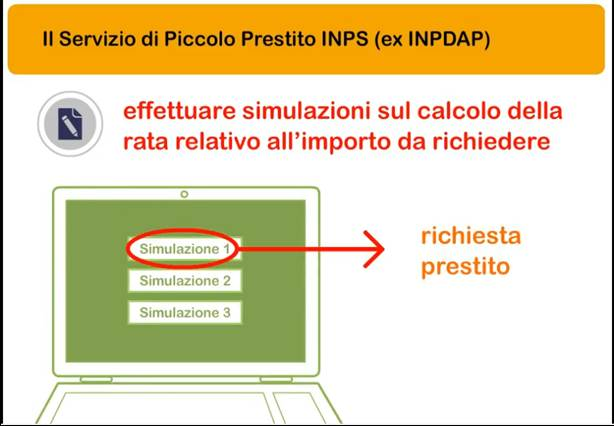 Il Servizio di Piccolo Prestito INPS (ex INPDAP)
effettuare simulazioni sul calcolo della
rata relativo all’importo da richiedere
Simulazione 1
richiesta
prestito
Simulazione 2
Simulazione 3